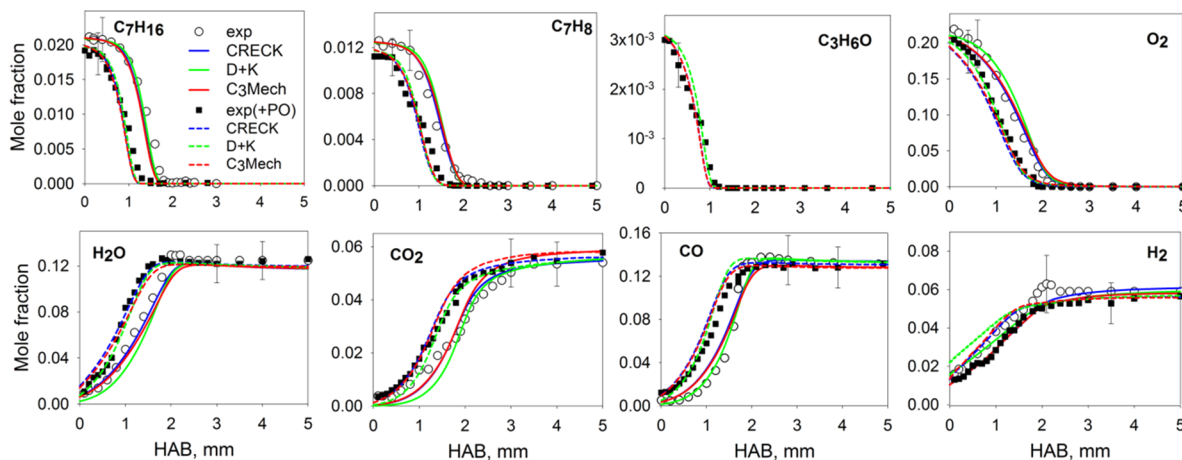 C7H16
exp
CRECK
D+K
C3Mech
exp(+PO)
CRECK
D+K
C3Mech
Mole fraction
0.020
0.015
0.010
0.005
0.000
0 1 2 3 4 5
C7H8
0.012
0.008
0.004
0.000
0 1 2 3 4 5
C3H6O
3×10-3
2×10-3
1×10-3
0
0 1 2 3 4 5
O2
0.20
0.15
0.10
0.05
0.00
0 1 2 3 4 5
H2O
Mole fraction
0.16
0.12
0.08
0.04
0.00
0 1 2 3 4 5
HAB, mm
CO2
0.06
0.04
0.02
0.00
0 1 2 3 4 5
HAB, mm
CO
0.16
0.12
0.08
0.04
0.00
0 1 2 3 4 5
HAB, mm
H2
0.08
0.06
0.04
0.02
0.00
0 1 2 3 4 5
HAB, mm